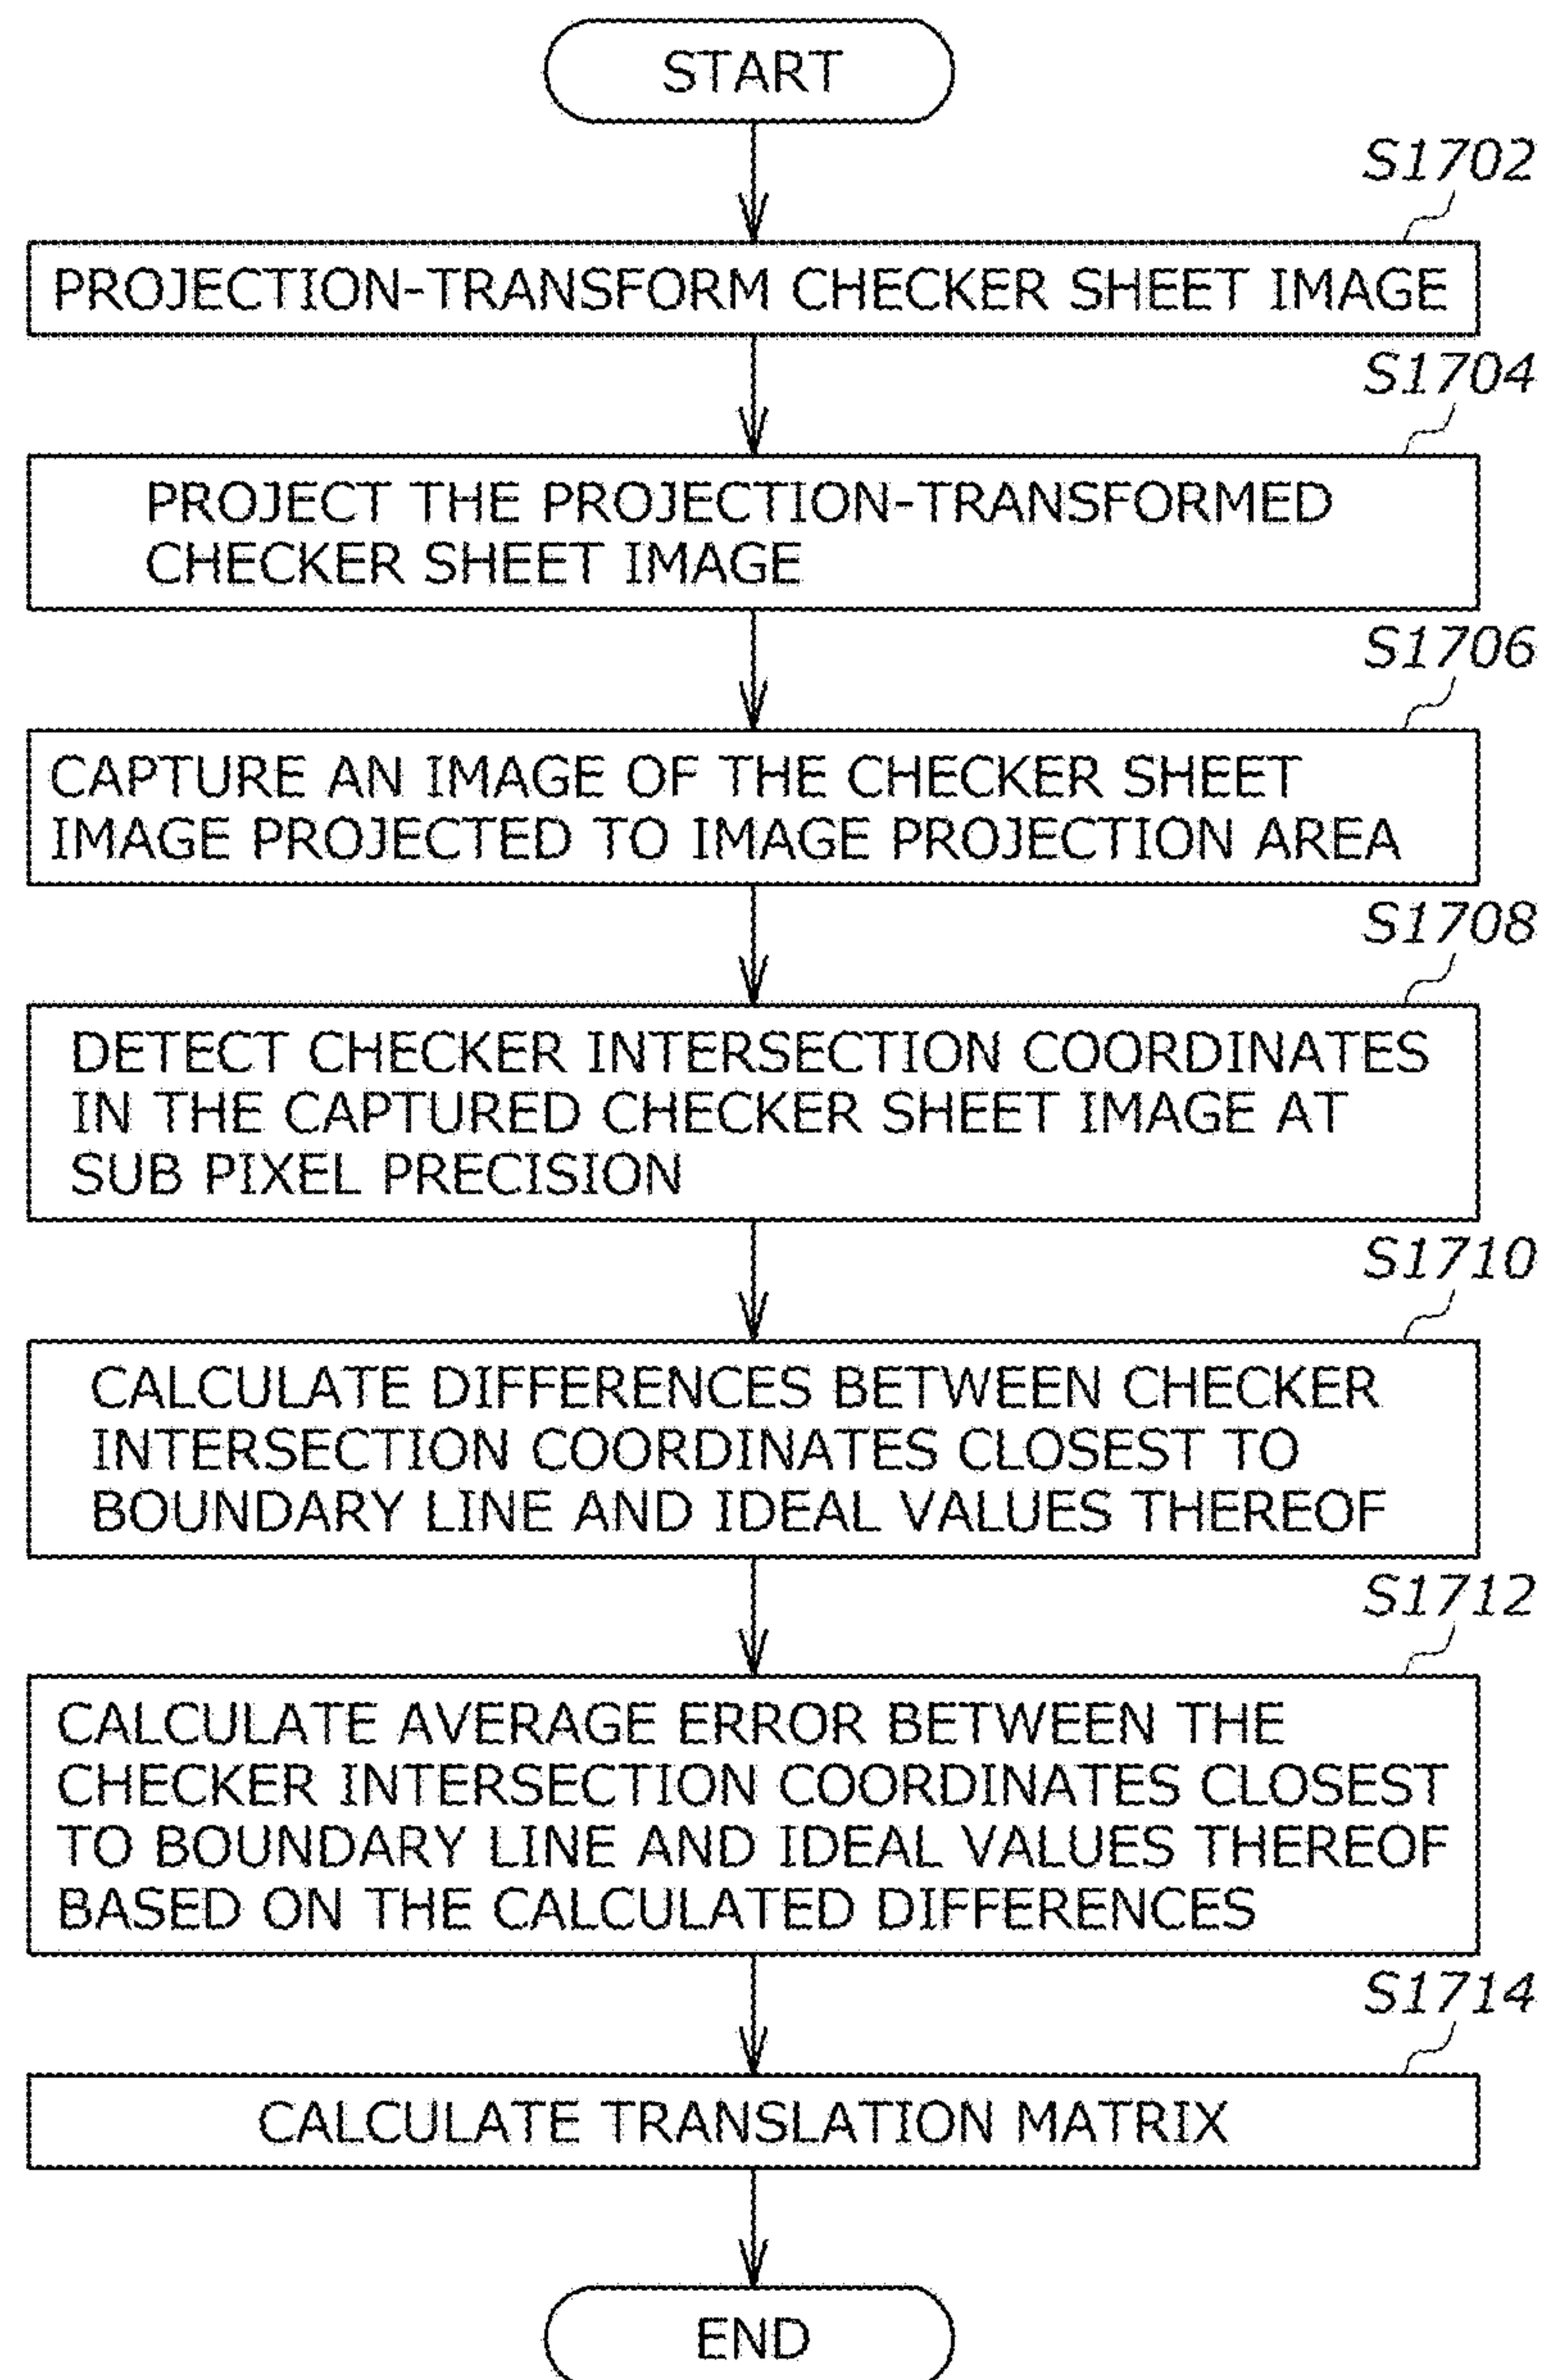 START
S1702
PROJECTION-TRANSFORM CHECKER SHEET IMAGE
S1704
PROJECT THE PROJECTION-TRANSFORMED
CHECKER SHEET IMAGE
S1706
CAPTURE AN IMAGE OF THE CHECKER SHEET
IMAGE PROJECTED TO IMAGE PROJECTION AREA
S1708
DETECT CHECKER INTERSECTION COORDINATES
IN THE CAPTURED CHECKER SHEET IMAGE AT
SUB PIXEL PRECISION
S1710
CALCULATE DIFFERENCES BETWEEN CHECKER
INTERSECTION COORDINATES CLOSEST TO
BOUNDARY LINE AND IDEAL VALUES THEREOF
S1712
CALCULATE AVERAGE ERROR BETWEEN THE
CHECKER INTERSECTION COORDINATES CLOSEST
TO BOUNDARY LINE AND IDEAL VALUES THEREOF
BASED ON THE CALCULATED DIFFERENCES
S1714
CALCULATE TRANSLATION MATRIX
END